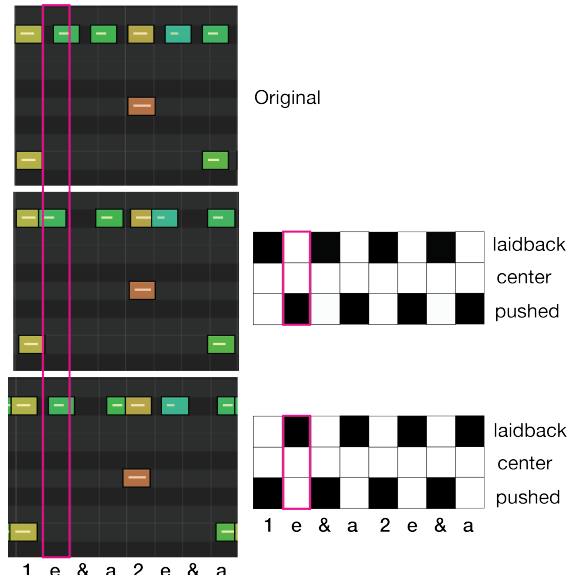 Original
laidback
center
pushed
laidback
center
pushed
1 e & a 2 e & a
1 e & a 2 e & a